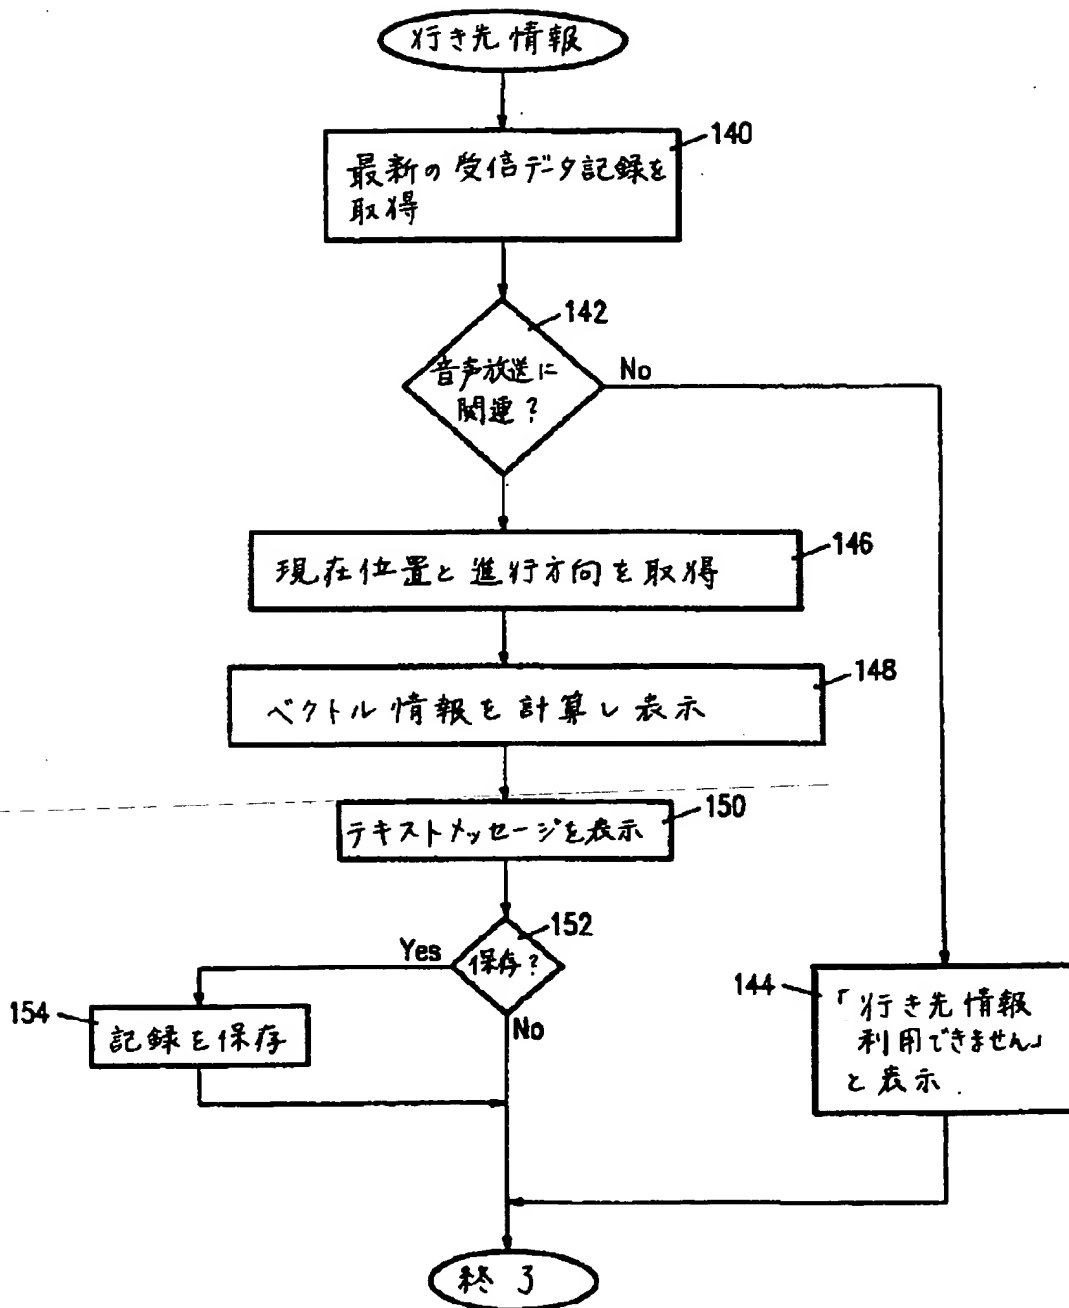 行き先情報
140
最新の受信データ記録を
取得
142
音声放送に
関連?
No
146
現在位置と進行方向を取得
148
ベクトル情報を計算し表示
150
テキストメッセージを表示
152
保存?
Yes
No
154
記録を保存
144
「行き先情報
利用できません」
と表示
終了